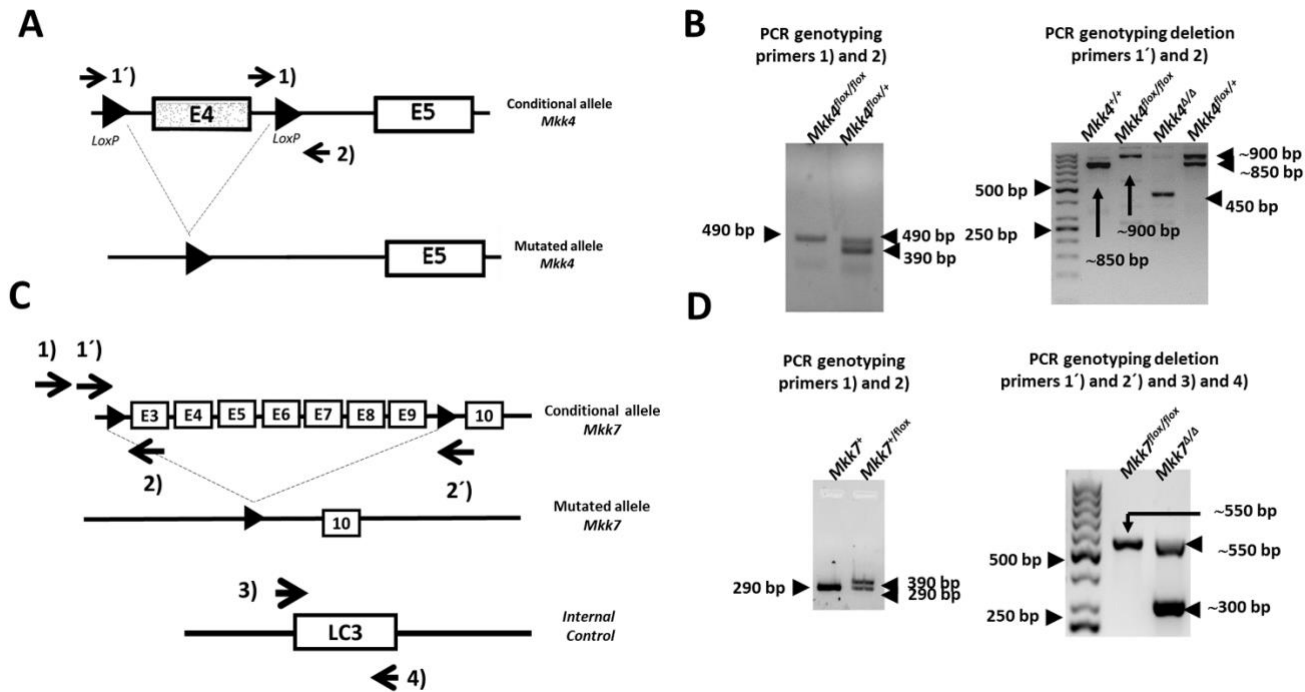 A
1´)
1)
E4
E5
Conditional allele
Mkk4
LoxP
LoxP
2)
E5
Mutated allele
Mkk4
B
PCR genotyping
primers 1) and 2)
Mkk4flox/flox
Mkk4flox/+
490 bp
490 bp
390 bp
PCR genotyping deletion
primers 1´) and 2)
Mkk4+/+
Mkk4flox/flox
Mkk4Δ/Δ
Mkk4flox/+
500 bp
250 bp
~900 bp
~850 bp
450 bp
~900 bp
~850 bp
C
1)
1´)
E3 E4 E5 E6 E7 E8 E9 10
Conditional allele
Mkk7
2)
2´)
10
Mutated allele
Mkk7
3)
LC3
Internal
Control
4)
D
PCR genotyping
primers 1) and 2)
Mkk7+
Mkk7+/flox
290 bp
390 bp
290 bp
PCR genotyping deletion
primers 1´) and 2´) and 3) and 4)
Mkk7flox/flox
Mkk7Δ/Δ
500 bp
250 bp
~550 bp
~550 bp
~300 bp